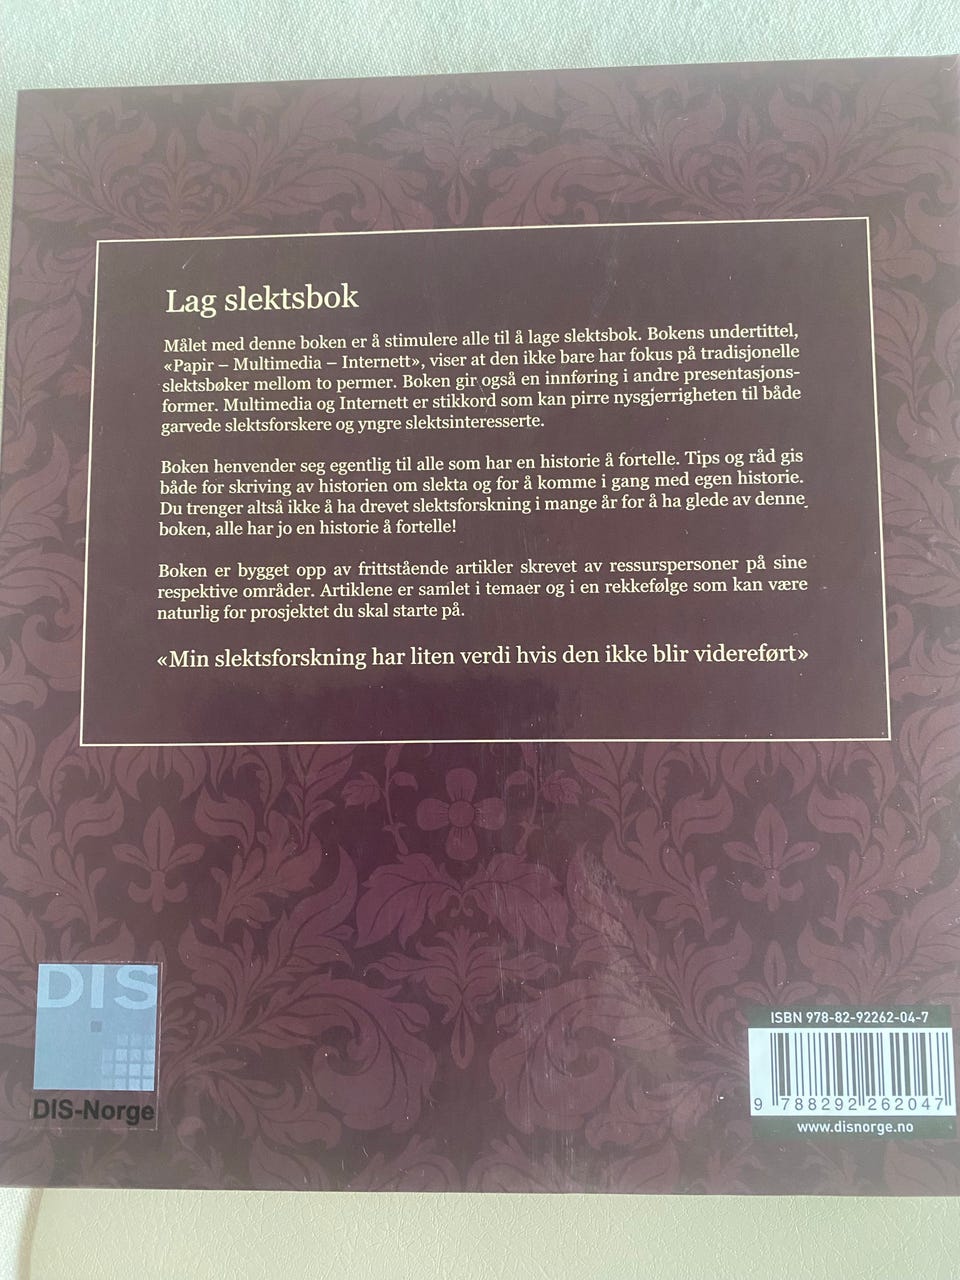 Lag slektsbok
Målet med denne boken er å stimulere alle til å lage slektsbok. Bokens undertittel,
«Papir – Multimedia – Internett», viser at den ikke bare har fokus på tradisjonelle
slektsbøker mellom to permer. Boken gir også en innføring i andre presentasjons-
former. Multimedia og Internett er stikkord som kan pirre nysgjerrigheten til både
garvede slektsforskere og yngre slektsinteresserte.
Boken henvender seg egentlig til alle som har en historie å fortelle. Tips og råd gis
både for skriving av historien om slekta og for å komme i gang med egen historie.
Du trenger altså ikke å ha drevet slektsforskning i mange år for å ha glede av denne
boken, alle har jo en historie å fortelle!
Boken er bygget opp av frittstående artikler skrevet av ressurspersoner på sine
respektive områder. Artiklene er samlet i temaer og i en rekkefølge som kan være
naturlig for prosjektet du skal starte på.
«Min slektsforskning har liten verdi hvis den ikke blir videreført»
DIS
DIS-Norge
ISBN 978-82-92262-04-7
9 788292 262047
www.disnorge.no